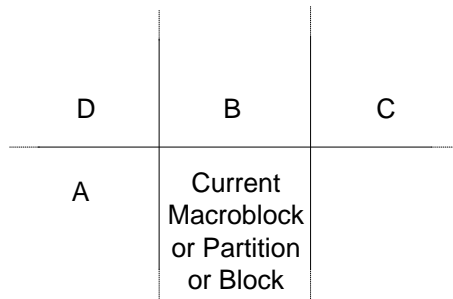 D B C
A
Current
Macroblock
or Partition
or Block